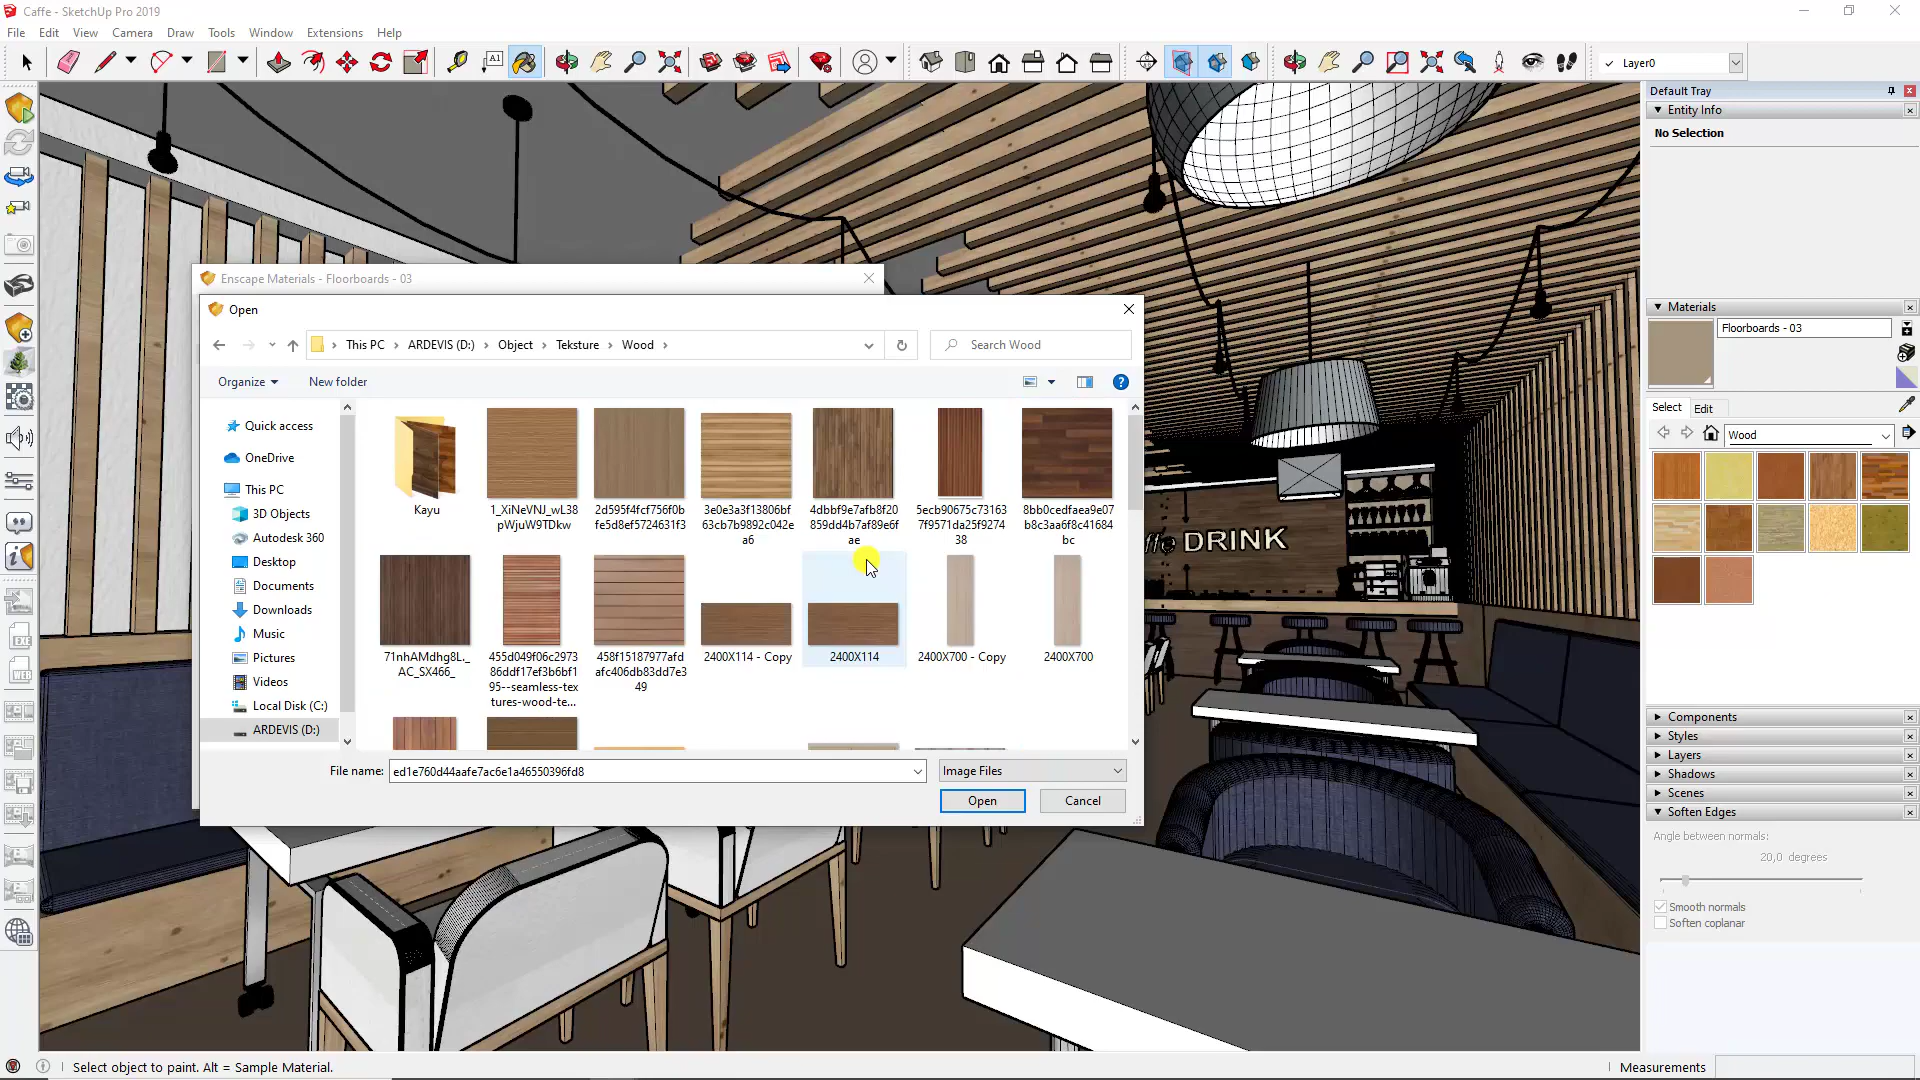 Caffe - SketchUp Pro 2019
File Edit View Camera Draw Tools Window Extensions Help
A1
Layer0
Default Tray
Entity Info
No Selection
Enscape Materials - Floorboards - 03
Open
This PC ARDEVIS (D:) Object Teksture Wood
Search Wood
Organize New folder
Quick access
OneDrive
This PC
3D Objects
Autodesk 360
Desktop
Documents
Downloads
Music
Pictures
Videos
Local Disk (C:)
ARDEVIS (D:)
Kayu
1_XiNeVNJ_wL38
pWjuW9TDkw
2d595f4fcf756f0b
fe5d8ef5724631f3
3e0e3a3f13806bf
63cb7b9892c042e
a6
4dbbf9e7afb8f20
859dd4b7af89e6f
ae
5ecb90675c73163
7f9571da25f9274
38
8bb0cedfaea9e07
b8c3aa6f8c41684
bc
71nhAMdhg8L._
AC_SX466_
455d049f06c2973
86ddf17ef3b6bf1
95--seamless-tex
tures-wood-te...
458f15187977afd
afc406db83dd7e3
49
2400X114 - Copy
2400X114
2400X700 - Copy
2400X700
File name: ed1e760d44aafe7ac6e1a46550396fd8
Image Files
Open Cancel
DRINK
Materials
Floorboards - 03
Select Edit
Wood
Components
Styles
Layers
Shadows
Scenes
Soften Edges
Angle between normals:
20,0 degrees
Smooth normals
Soften coplanar
Select object to paint. Alt = Sample Material.
Measurements